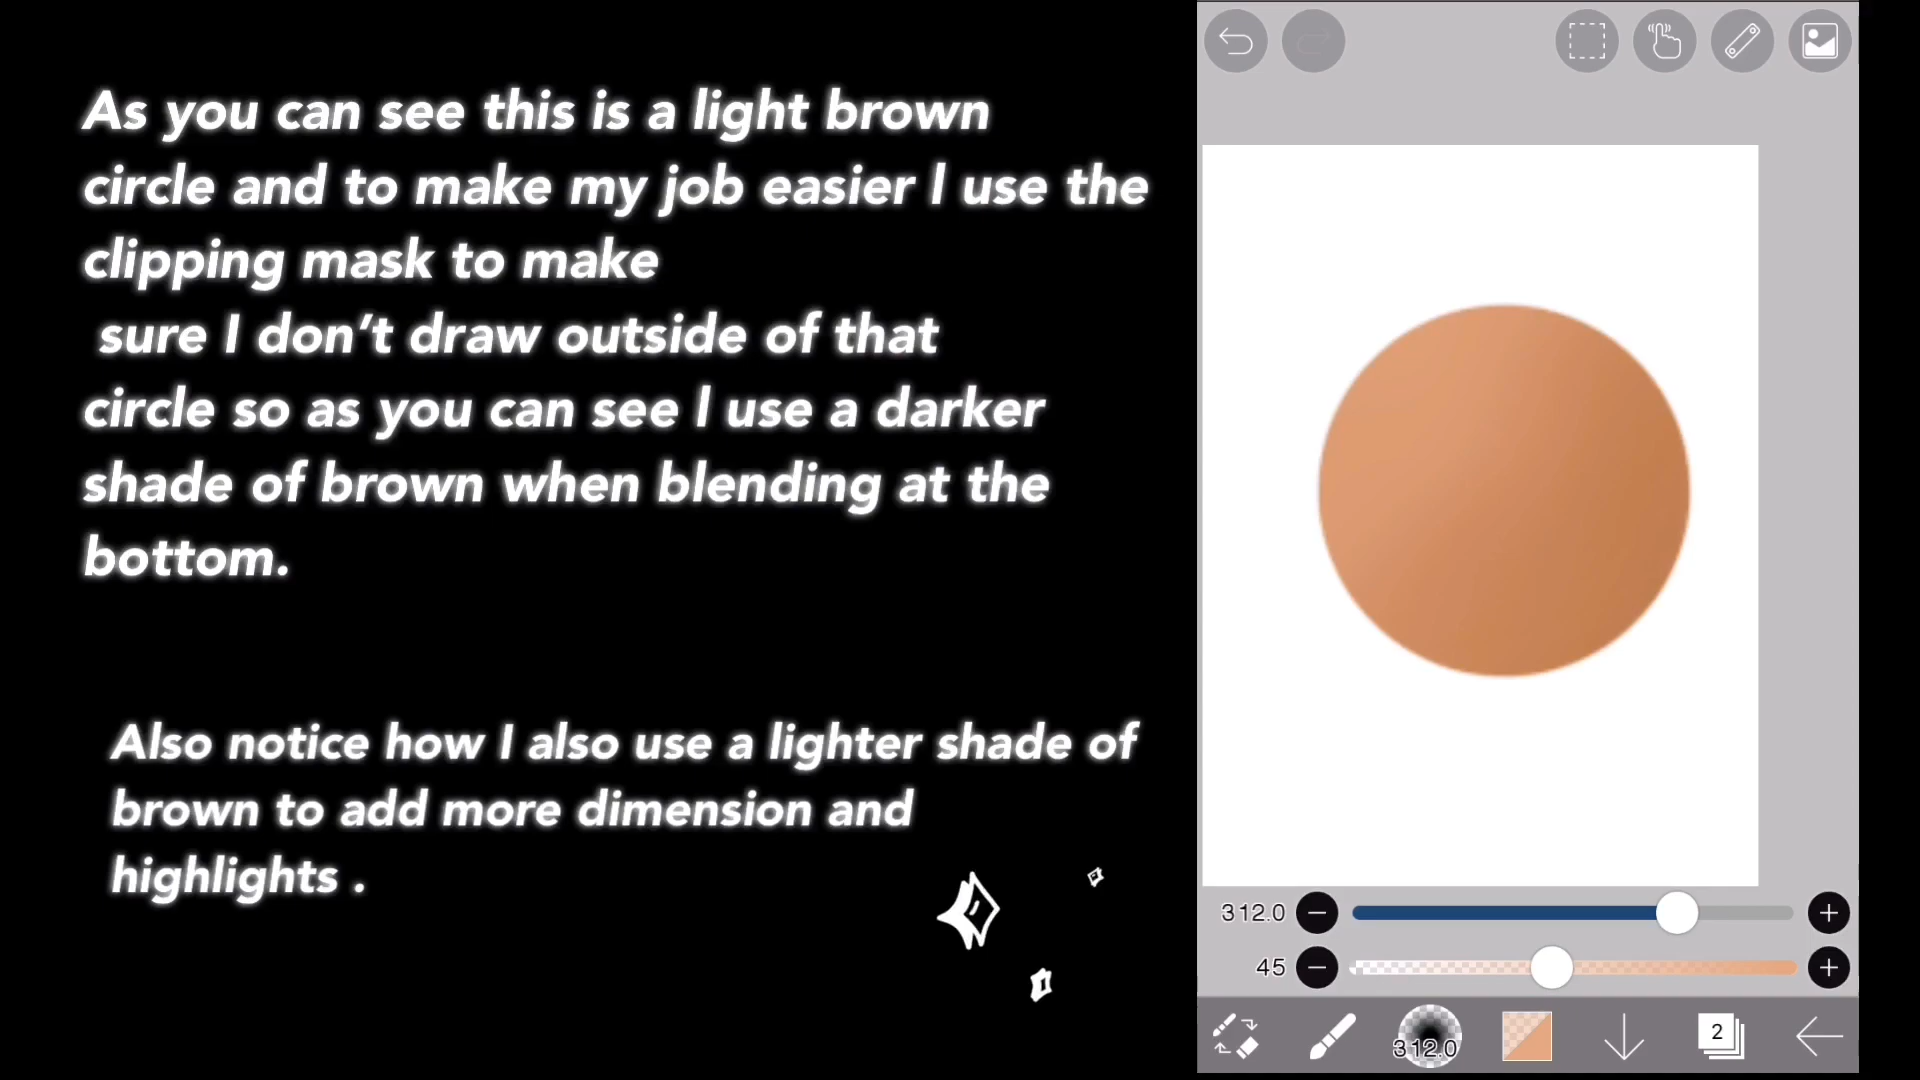 As you can see this is a light brown
circle and to make my job easier I use the
clipping mask to make
sure I don't draw outside of that
circle so as you can see I use a darker
shade of brown when blending at the
bottom.
Also notice how I also use a lighter shade of
brown to add more dimension and
highlights .
312.0
45
312.0
2